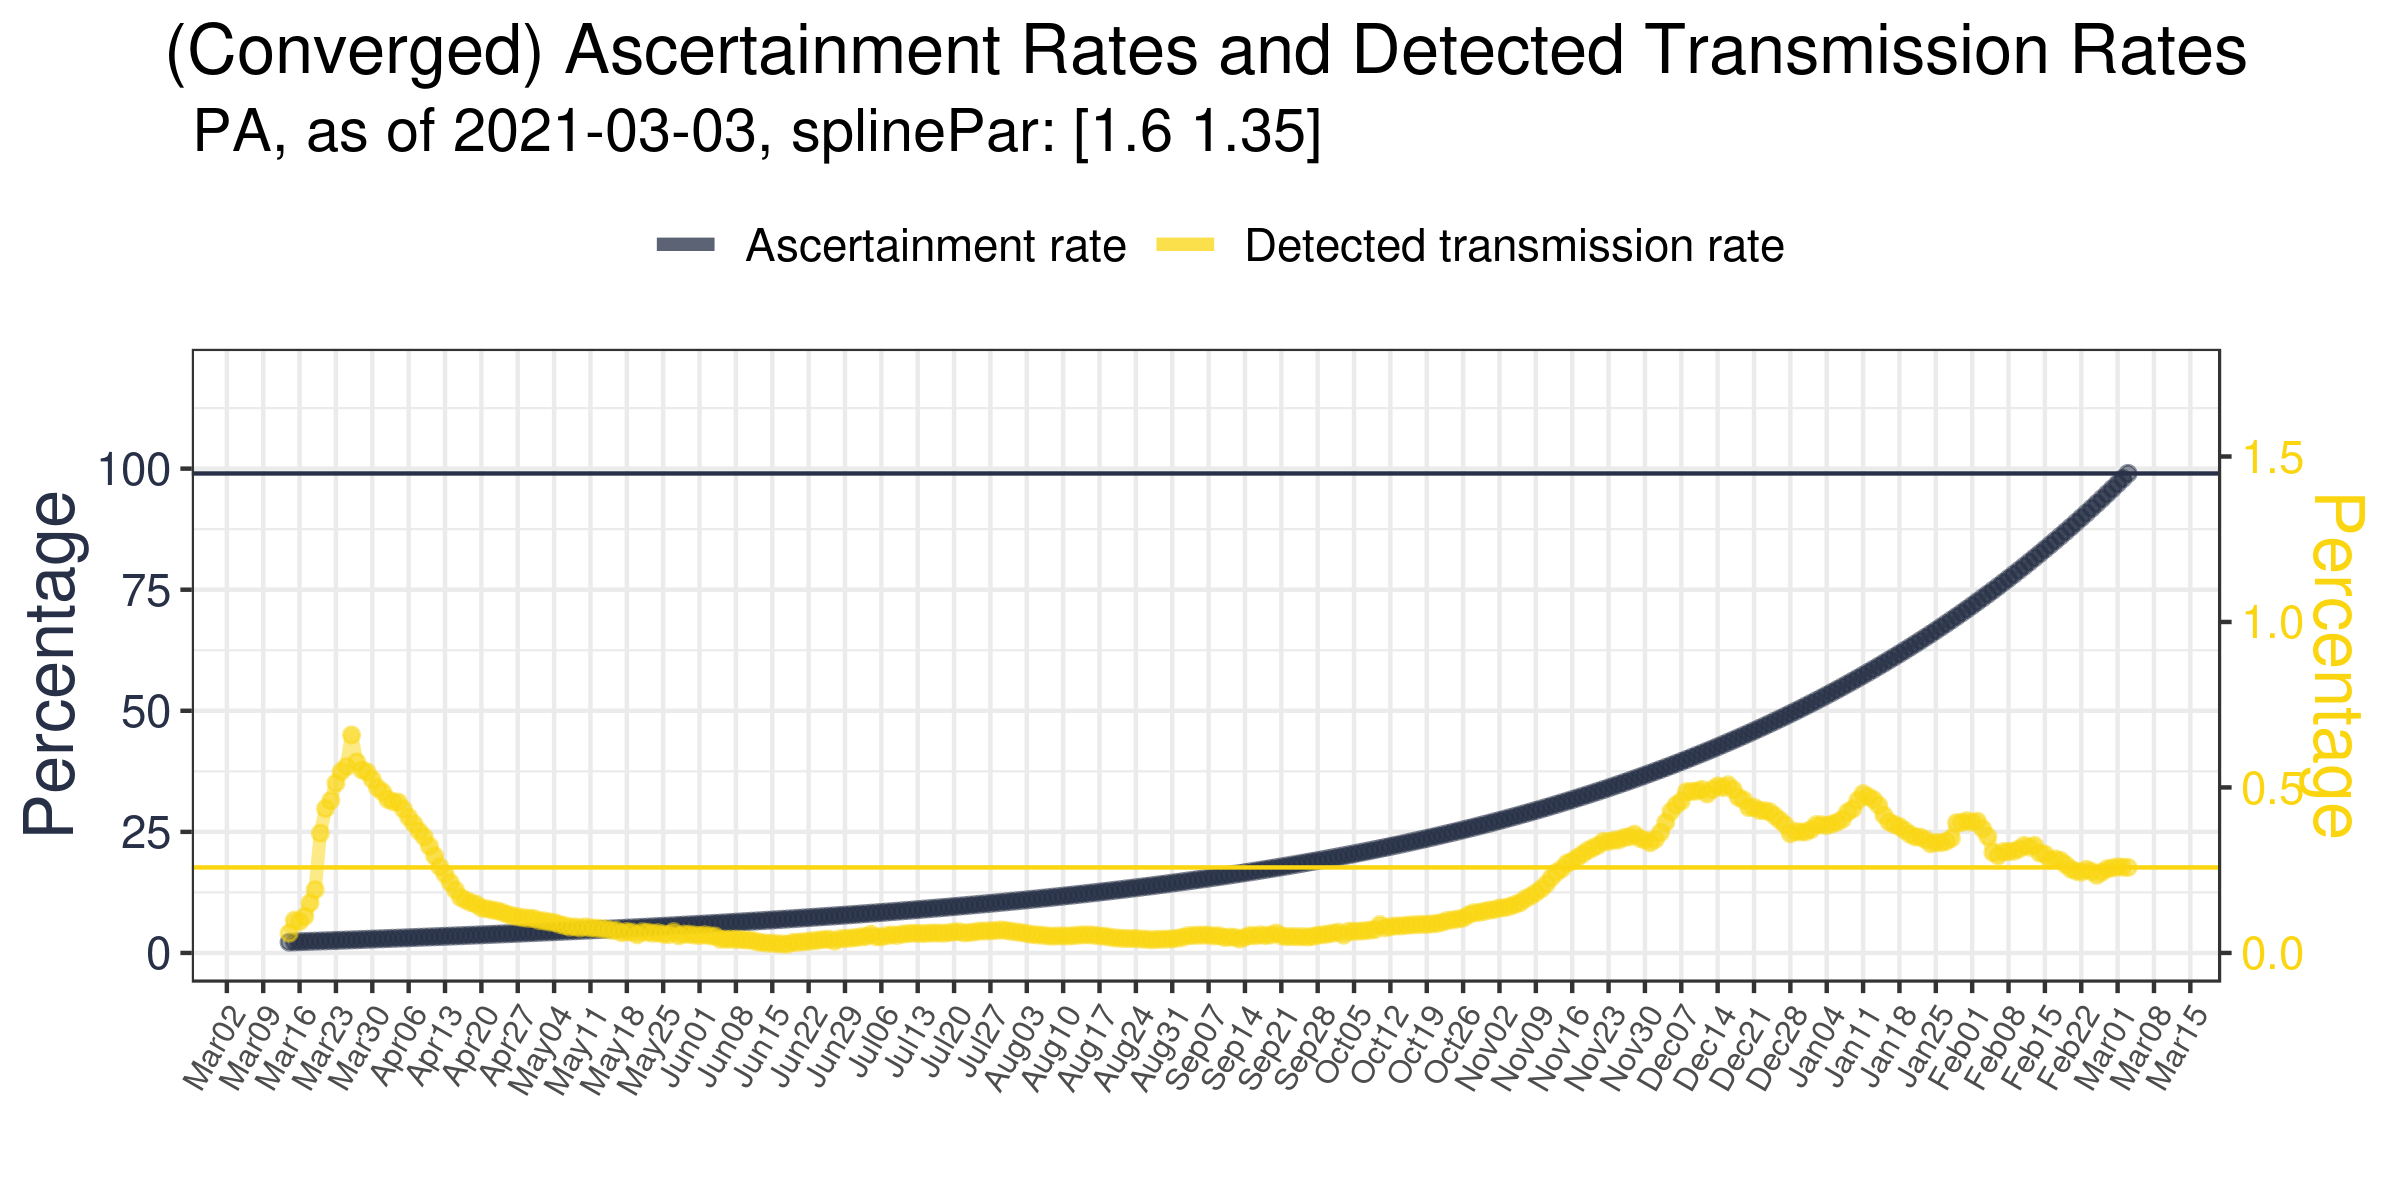 (Converged) Ascertainment Rates and Detected Transmission Rates
PA, as of 2021-03-03, splinePar: [1.6 1.35]
Ascertainment rate Detected transmission rate
Percentage
100
75
50
25
0
1.5
1.0
0.5
0.0
Percentage
Mar02 Mar09 Mar16 Mar23 Mar30 Apr06 Apr13 Apr20 Apr27 May04 May11 May18 May25 Jun01 Jun08 Jun15 Jun22 Jun29 Jul06 Jul13 Jul20 Jul27 Aug03 Aug10 Aug17 Aug24 Aug31 Sep07 Sep14 Sep21 Sep28 Oct05 Oct12 Oct19 Oct26 Nov02 Nov09 Nov16 Nov23 Nov30 Dec07 Dec14 Dec21 Dec28 Jan04 Jan11 Jan18 Jan25 Feb01 Feb08 Feb15 Feb22 Mar01 Mar08 Mar15